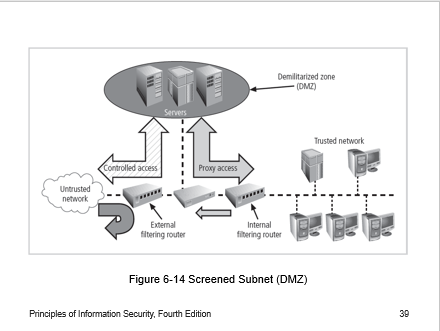 Demilitarized zone
(DMZ)
Servers
Trusted network
Controlled access
Proxy access
Untrusted
network
External
filtering router
Internal
filtering router
Figure 6-14 Screened Subnet (DMZ)
Principles of Information Security, Fourth Edition
39